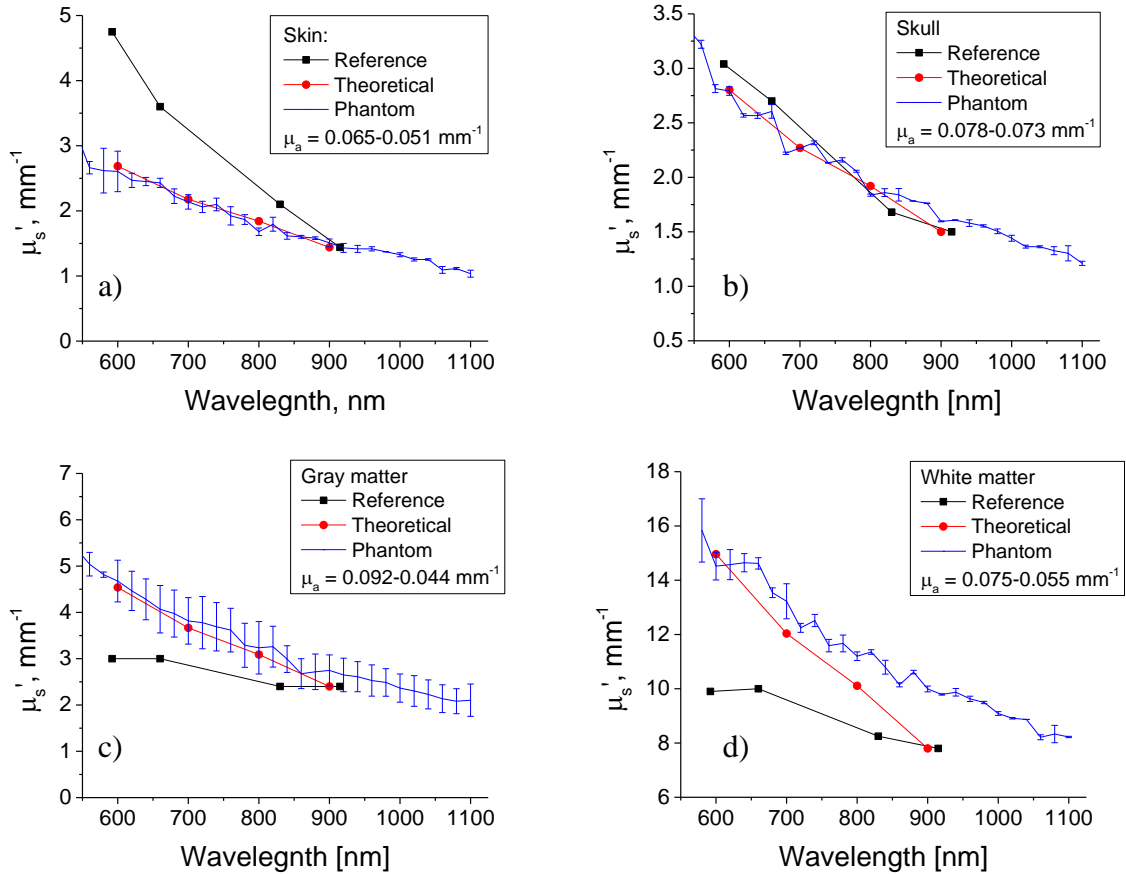 5
4
3
2
1
0
μs', mm-1
600 700 800 900 1000 1100
Wavelegnth, nm
a)
Skin:
Reference
Theoretical
Phantom
μa = 0.065-0.051 mm-1
3.5
3.0
2.5
2.0
1.5
1.0
0.5
μs', mm-1
600 700 800 900 1000 1100
Wavelegnth [nm]
b)
Skull
Reference
Theoretical
Phantom
μa = 0.078-0.073 mm-1
7
6
5
4
3
2
1
0
μs', mm-1
600 700 800 900 1000 1100
Wavelegnth [nm]
c)
Gray matter
Reference
Theoretical
Phantom
μa = 0.092-0.044 mm-1
18
16
14
12
10
8
6
μs', mm-1
600 700 800 900 1000 1100
Wavelength [nm]
d)
White matter
Reference
Theoretical
Phantom
μa = 0.075-0.055 mm-1